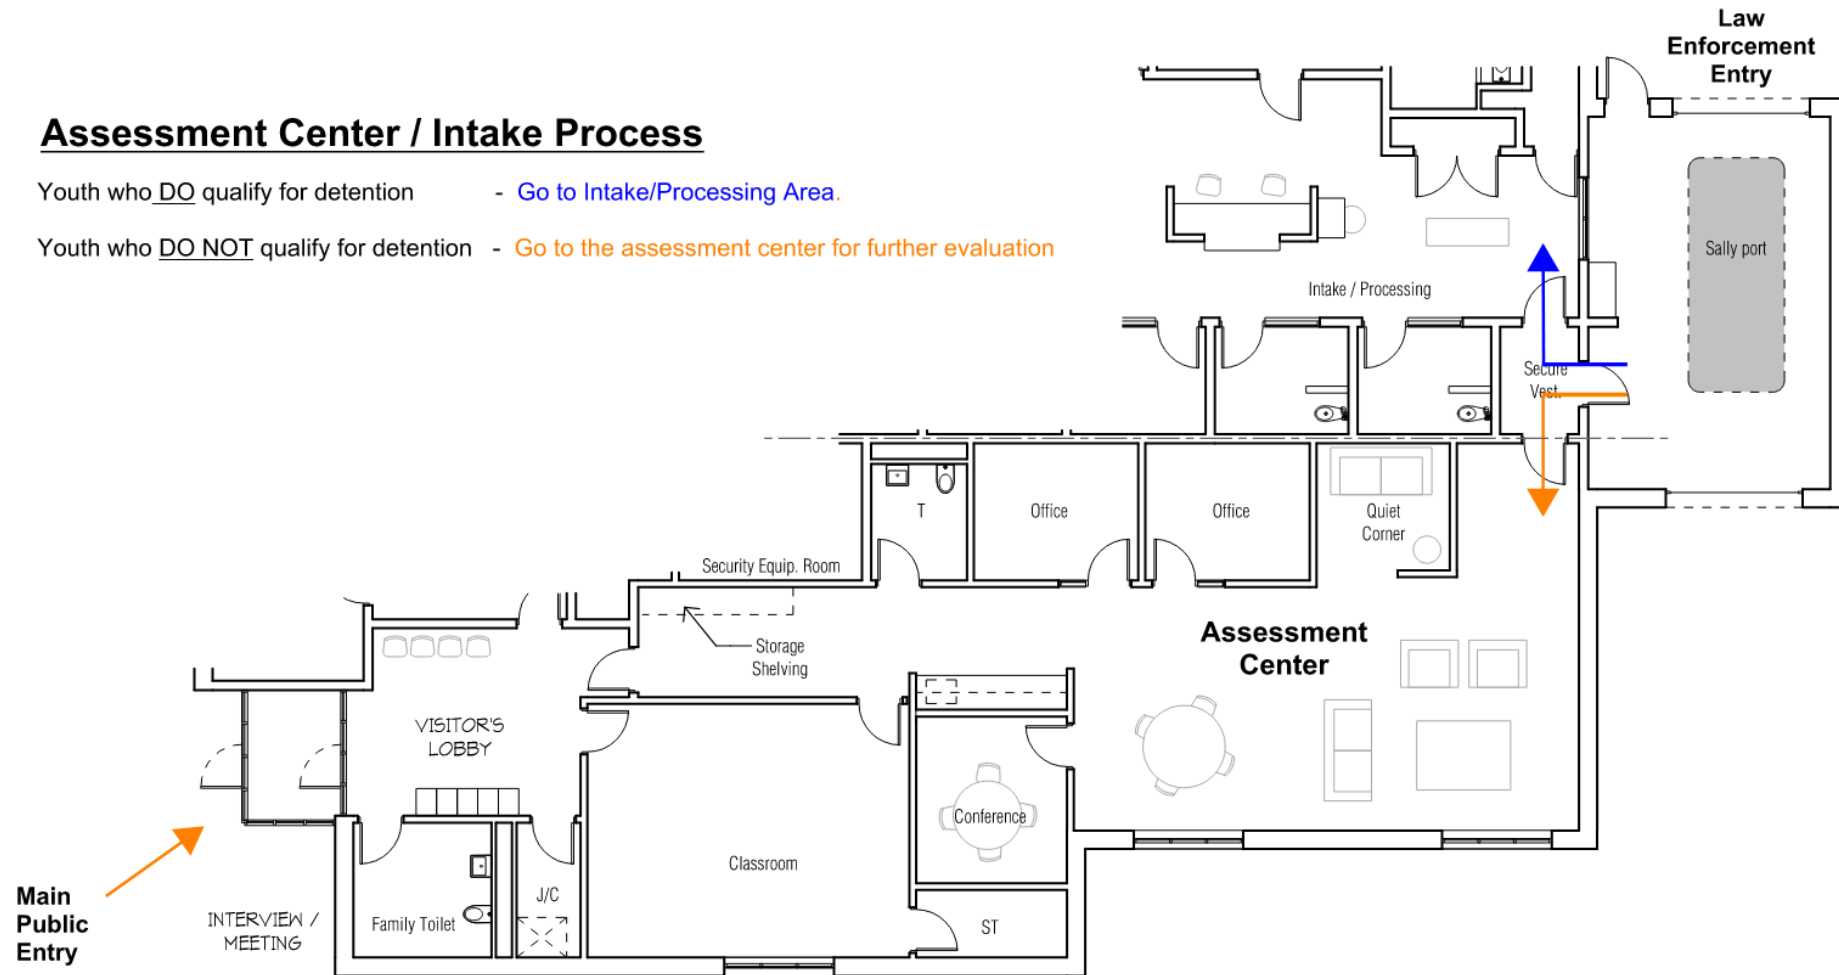 Law
Enforcement
Entry
Assessment Center / Intake Process
Youth who DO qualify for detention - Go to Intake/Processing Area.
Youth who DO NOT qualify for detention - Go to the assessment center for further evaluation
Sally port
Intake / Processing
Secure
Vest.
T
Office
Office
Quiet
Corner
Security Equip. Room
Storage
Shelving
Assessment
Center
VISITOR'S
LOBBY
Conference
Classroom
Main
Public
Entry
INTERVIEW /
MEETING
Family Toilet
J/C
ST